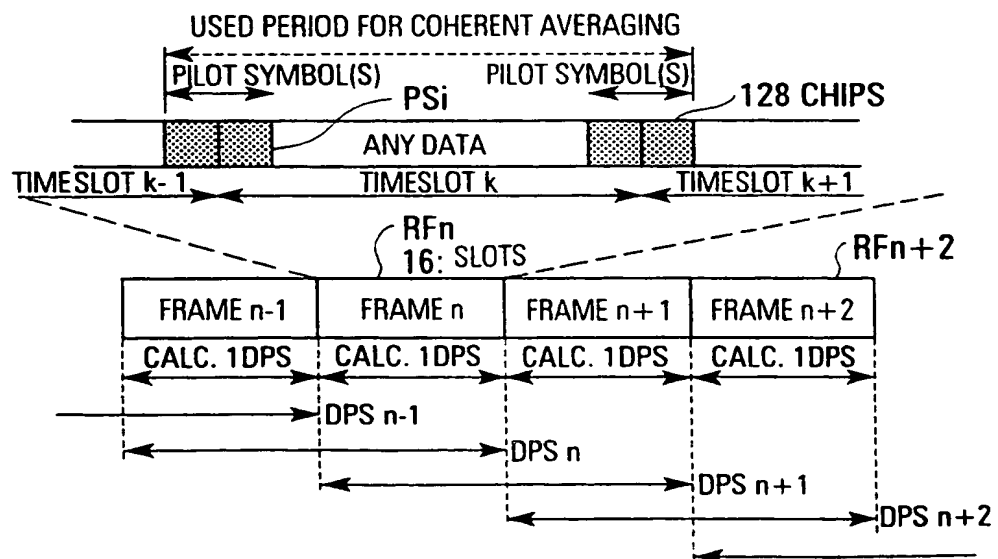 USED PERIOD FOR COHERENT AVERAGING
PILOT SYMBOL(S) PILOT SYMBOL(S)
PSi 128 CHIPS
ANY DATA
TIMESLOT k-1 TIMESLOT k TIMESLOT k+1
RFn RFn+2
16: SLOTS
FRAME n-1 FRAME n FRAME n+1 FRAME n+2
CALC. 1DPS CALC. 1DPS CALC. 1DPS CALC. 1DPS
DPS n-1
DPS n
DPS n+1
DPS n+2